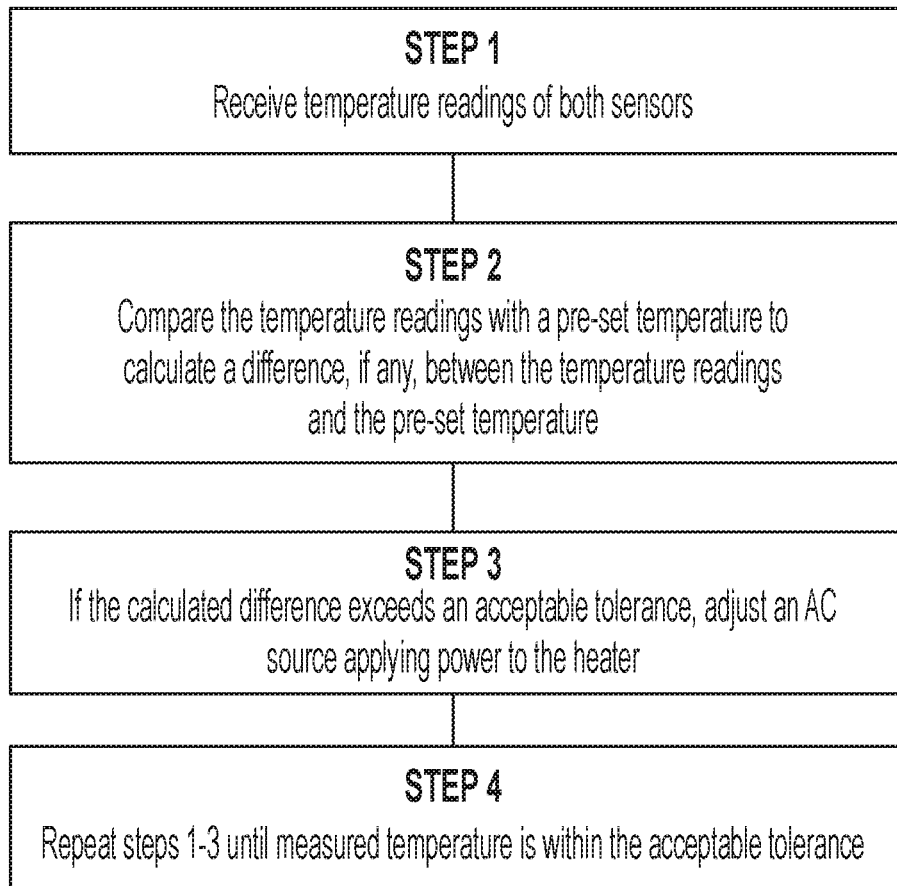 STEP 1
Receive temperature readings of both sensors
STEP 2
Compare the temperature readings with a pre-set temperature to
calculate a difference, if any, between the temperature readings
and the pre-set temperature
STEP 3
If the calculated difference exceeds an acceptable tolerance, adjust an AC
source applying power to the heater
STEP 4
Repeat steps 1-3 until measured temperature is within the acceptable tolerance